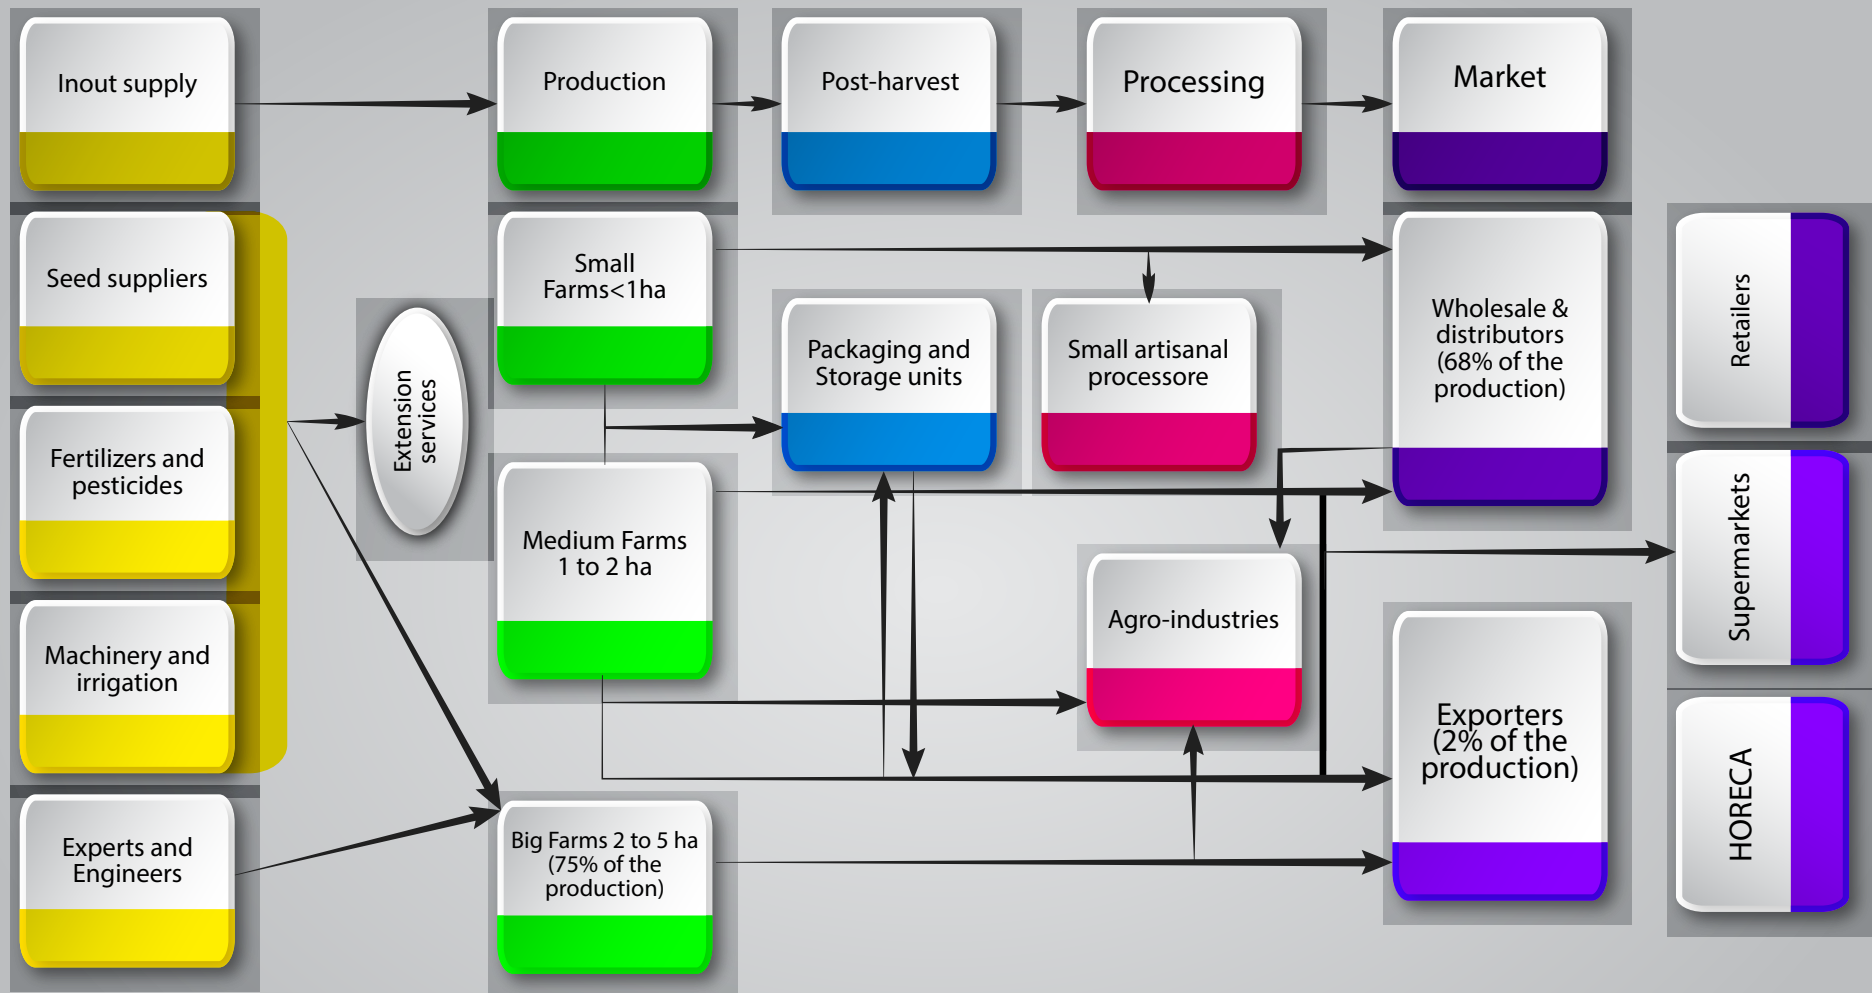 Inout supply
Production
Post-harvest
Processing
Market
Seed suppliers
Fertilizers and
pesticides
Machinery and
irrigation
Experts and
Engineers
Extension
services
Small
Farms<1ha
Medium Farms
1 to 2 ha
Big Farms 2 to 5 ha
(75% of the
production)
Packaging and
Storage units
Small artisanal
processore
Agro-industries
Wholesale &
distributors
(68% of the
production)
Exporters
(2% of the
production)
Retailers
Supermarkets
HORECA